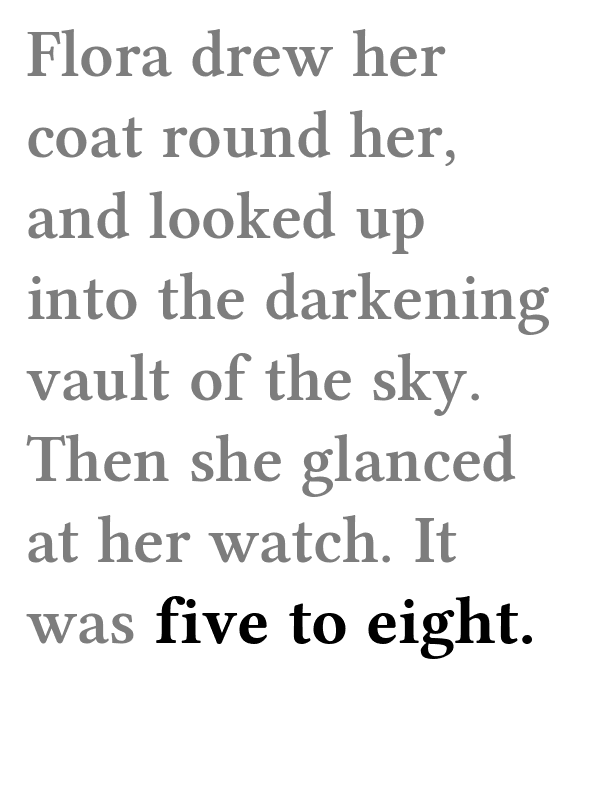 Flora drew her
coat round her,
and looked up
into the darkening
vault of the sky.
Then she glanced
at her watch. It
was five to eight.